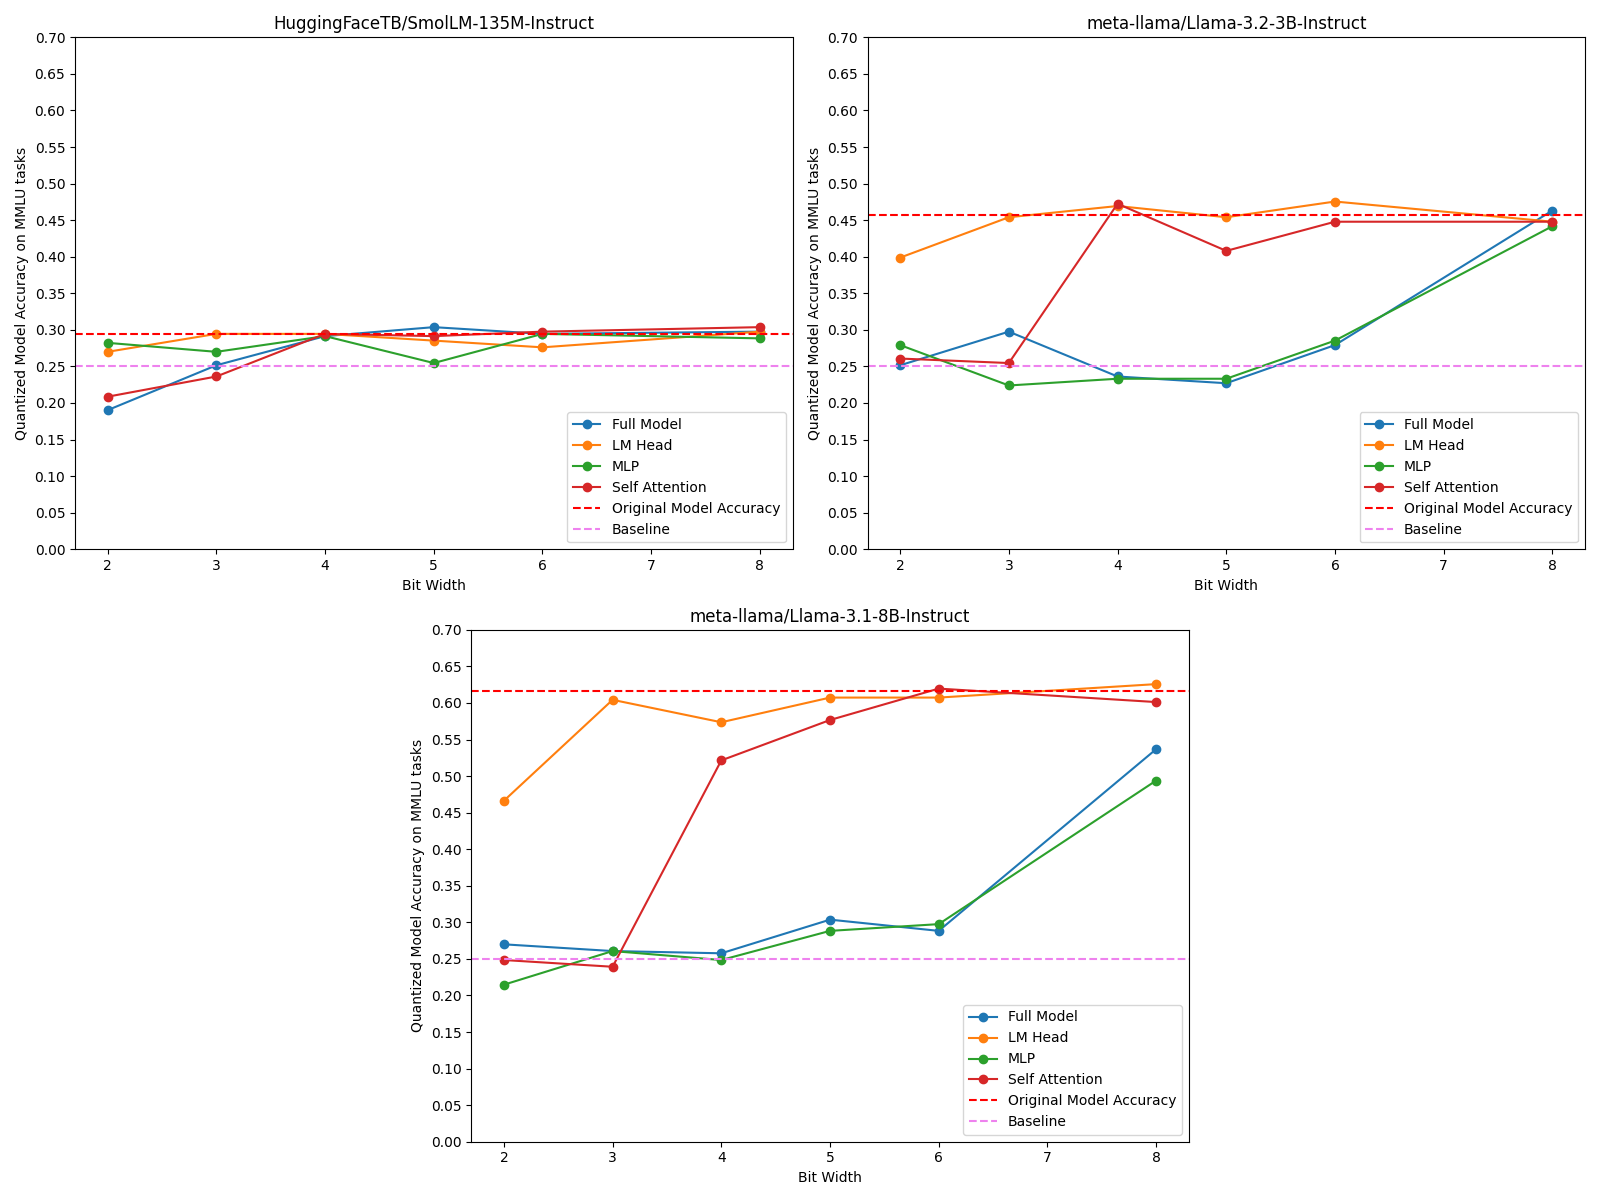 HuggingFaceTB/SmolLM-135M-Instruct
Quantized Model Accuracy on MMLU tasks
0.70
0.65
0.60
0.55
0.50
0.45
0.40
0.35
0.30
0.25
0.20
0.15
0.10
0.05
0.00
2 3 4 5 6 7 8
Bit Width
Full Model
LM Head
MLP
Self Attention
Original Model Accuracy
Baseline
meta-llama/Llama-3.2-3B-Instruct
Quantized Model Accuracy on MMLU tasks
0.70
0.65
0.60
0.55
0.50
0.45
0.40
0.35
0.30
0.25
0.20
0.15
0.10
0.05
0.00
2 3 4 5 6 7 8
Bit Width
Full Model
LM Head
MLP
Self Attention
Original Model Accuracy
Baseline
meta-llama/Llama-3.1-8B-Instruct
Quantized Model Accuracy on MMLU tasks
0.70
0.65
0.60
0.55
0.50
0.45
0.40
0.35
0.30
0.25
0.20
0.15
0.10
0.05
0.00
2 3 4 5 6 7 8
Bit Width
Full Model
LM Head
MLP
Self Attention
Original Model Accuracy
Baseline